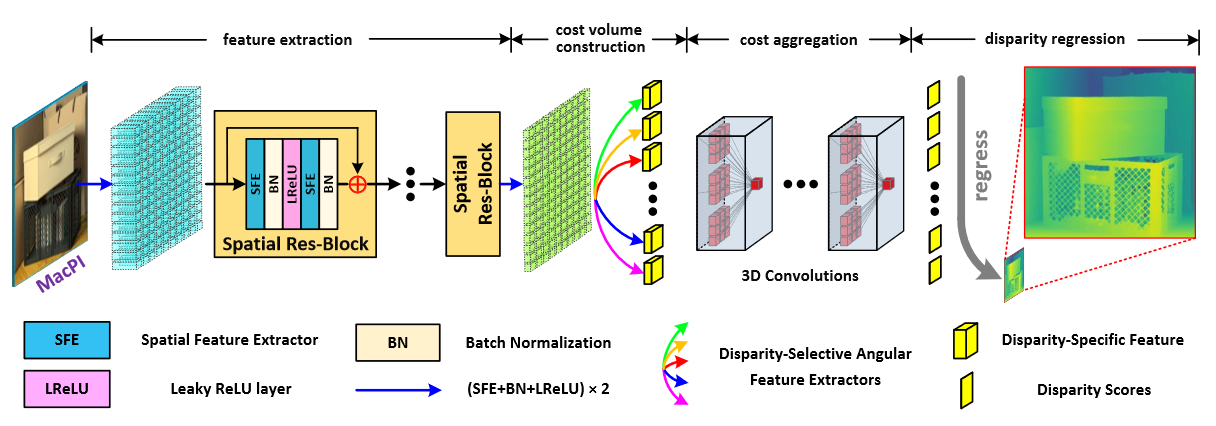 feature extraction
cost volume
construction
cost aggregation
disparity regression
MacPI
SFE
BN
LReLU
SFE
BN
Spatial Res-Block
Spatial
Res-Block
3D Convolutions
regress
SFE
Spatial Feature Extractor
BN
Batch Normalization
Disparity-Selective Angular
Feature Extractors
Disparity-Specific Feature
LReLU
Leaky ReLU layer
(SFE+BN+LReLU) × 2
Disparity Scores